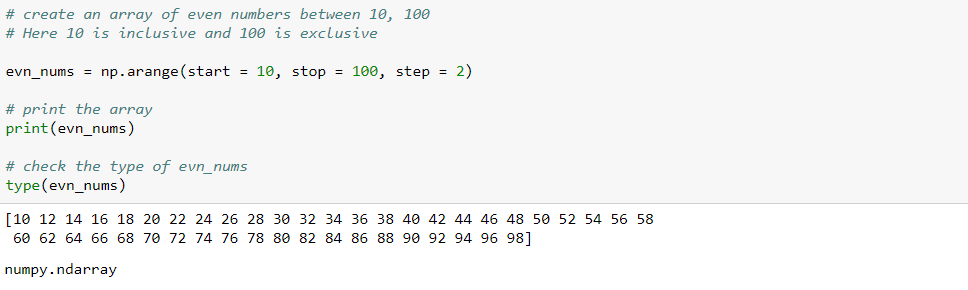 # create an array of even numbers between 10, 100
# Here 10 is inclusive and 100 is exclusive
evn_nums = np.arange(start = 10, stop = 100, step = 2)
# print the array
print(evn_nums)
# check the type of evn_nums
type(evn_nums)
[10 12 14 16 18 20 22 24 26 28 30 32 34 36 38 40 42 44 46 48 50 52 54 56 58
 60 62 64 66 68 70 72 74 76 78 80 82 84 86 88 90 92 94 96 98]
numpy.ndarray